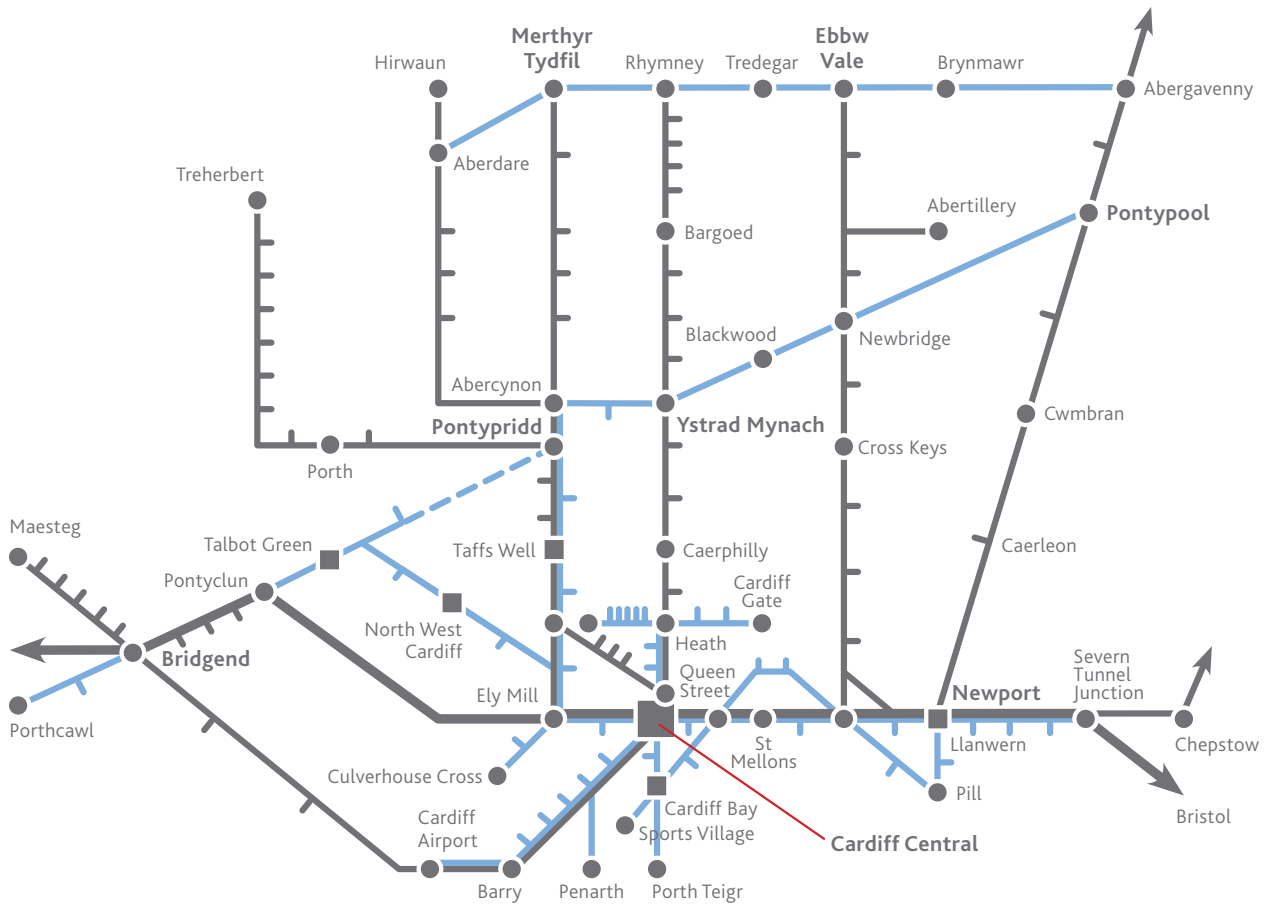 Merthyr
Tydfil
Ebbw
Vale
Hirwaun
Rhymney
Tredegar
Brynmawr
Abergavenny
Aberdare
Treherbert
Abertillery
Pontypool
Bargoed
Blackwood
Newbridge
Abercynon
Cwmbran
Pontypridd
Ystrad Mynach
Cross Keys
Porth
Maesteg
Talbot Green
Taffs Well
Caerphilly
Caerleon
Pontyclun
Cardiff
Gate
North West
Cardiff
Heath
Bridgend
Queen
Street
Severn
Tunnel
Junction
Ely Mill
Newport
Porthcawl
St
Mellons
Llanwern
Chepstow
Culverhouse Cross
Pill
Cardiff Bay
Bristol
Cardiff
Airport
Sports Village
Cardiff Central
Barry
Penarth
Porth Teigr